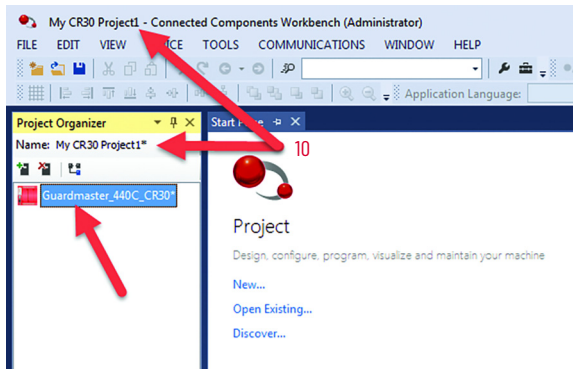 My CR30 Project1 - Connected Components Workbench (Administrator)
FILE EDIT VIEW ICE TOOLS COMMUNICATIONS WINDOW HELP
Application Language:
Project Organizer
Start
Name: My CR30 Project1*
10
Guardmaster_440C_CR30*
Project
Design, configure, program, visualize and maintain your machine
New...
Open Existing...
Discover...